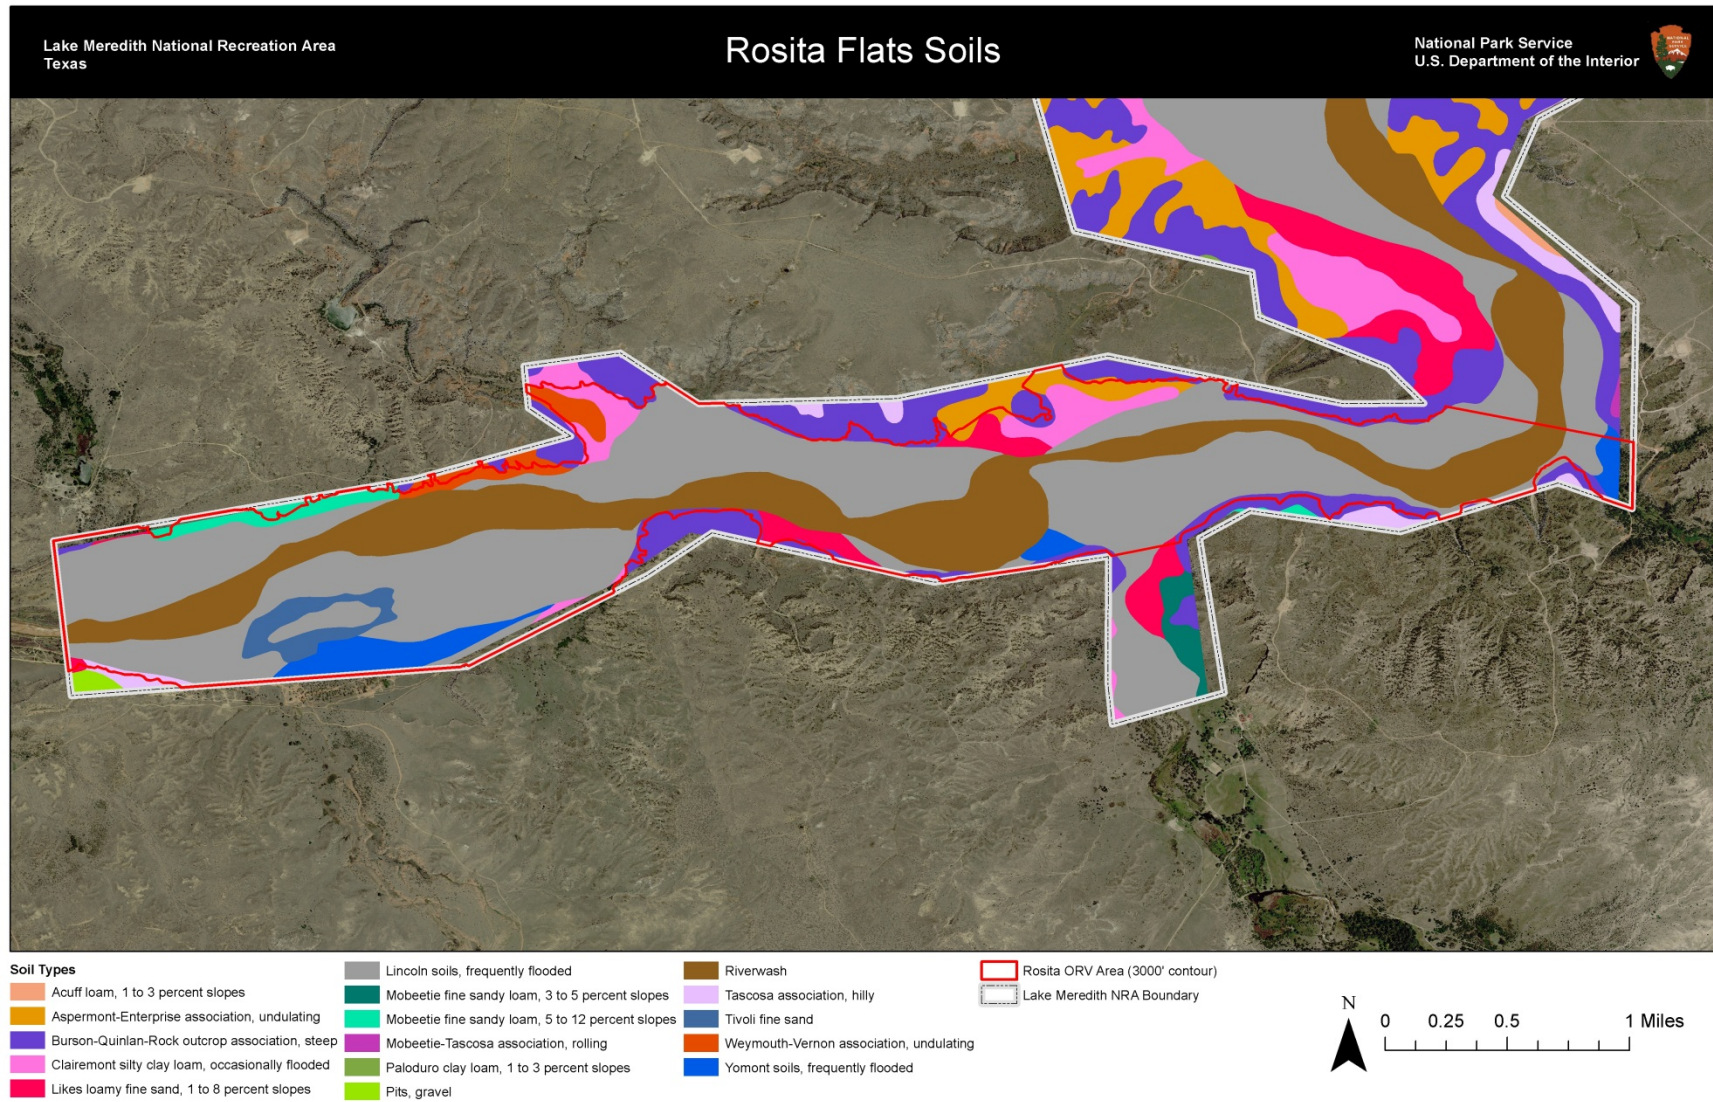 Lake Meredith National Recreation Area
Texas
Rosita Flats Soils
National Park Service
U.S. Department of the Interior
Soil Types
Acuff loam, 1 to 3 percent slopes
Aspermont-Enterprise association, undulating
Burson-Quinlan-Rock outcrop association, steep
Clairemont silty clay loam, occasionally flooded
Likes loamy fine sand, 1 to 8 percent slopes
Lincoln soils, frequently flooded
Mobeetie fine sandy loam, 3 to 5 percent slopes
Mobeetie fine sandy loam, 5 to 12 percent slopes
Mobeetie-Tascosa association, rolling
Paloduro clay loam, 1 to 3 percent slopes
Pits, gravel
Riverwash
Tascosa association, hilly
Tivoli fine sand
Weymouth-Vernon association, undulating
Yomont soils, frequently flooded
Rosita ORV Area (3000' contour)
Lake Meredith NRA Boundary
N
0 0.25 0.5 1 Miles